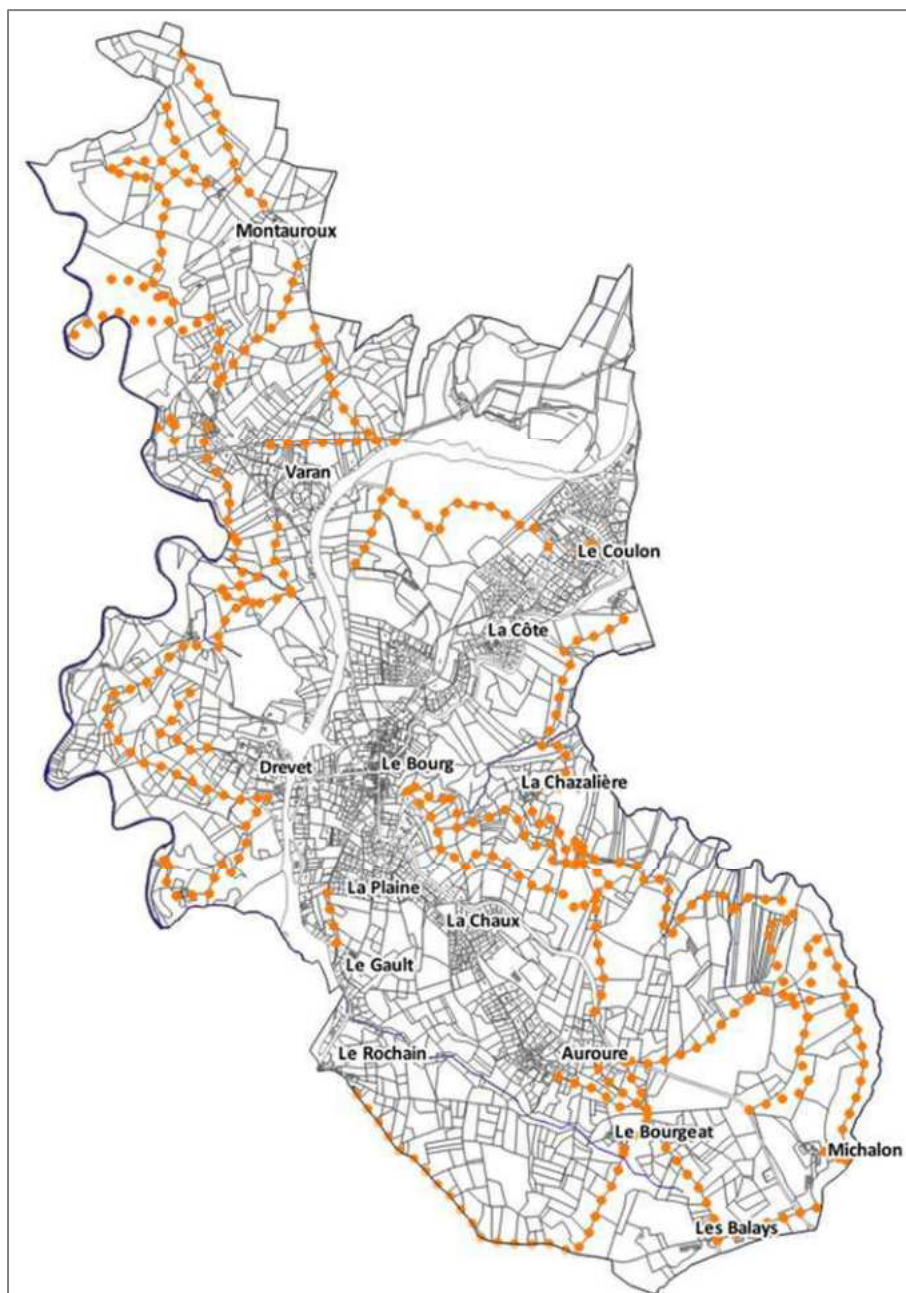 Montauroux
Varan
Le Coulon
La Côte
Drevet
Le Bourg
La Chazalière
La Plaine
La Chaux
Le Gault
Le Rochain
Auroure
Le Bourgeat
Michalon
Les Balays